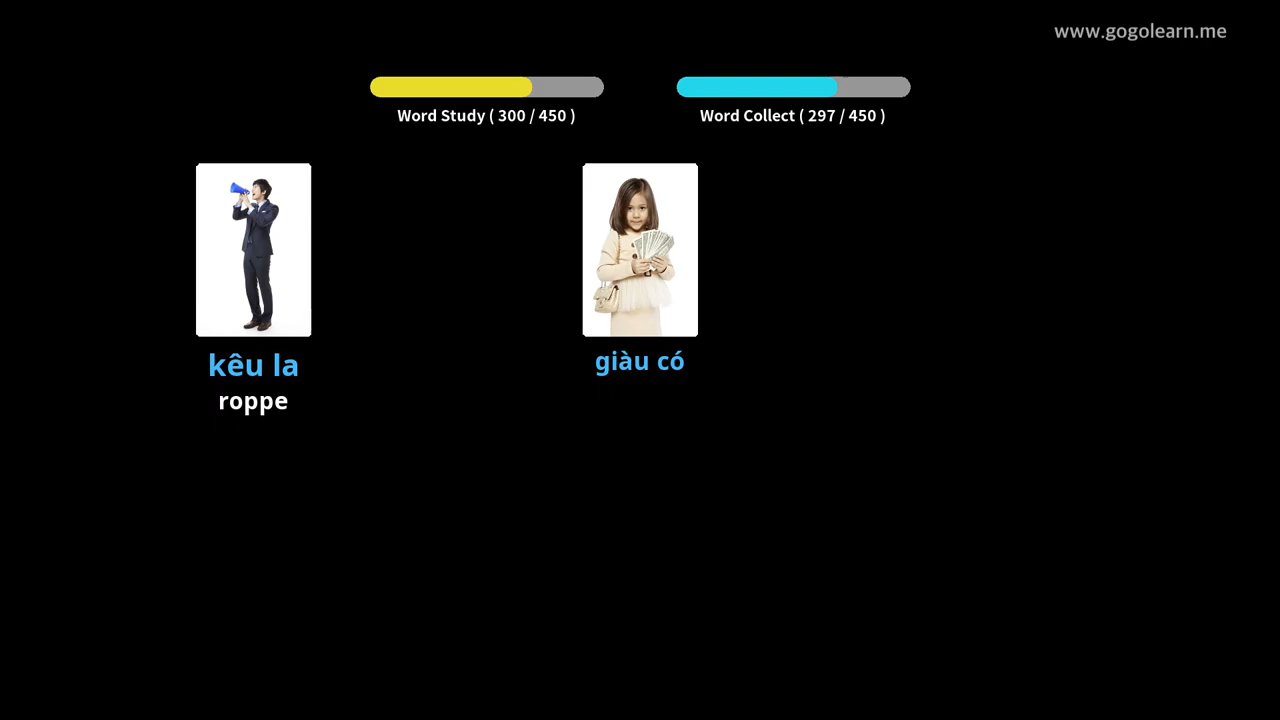 www.gogolearn.me
Word Study ( 300 / 450 )
Word Collect ( 297 / 450 )
kêu la
roppe
giàu có